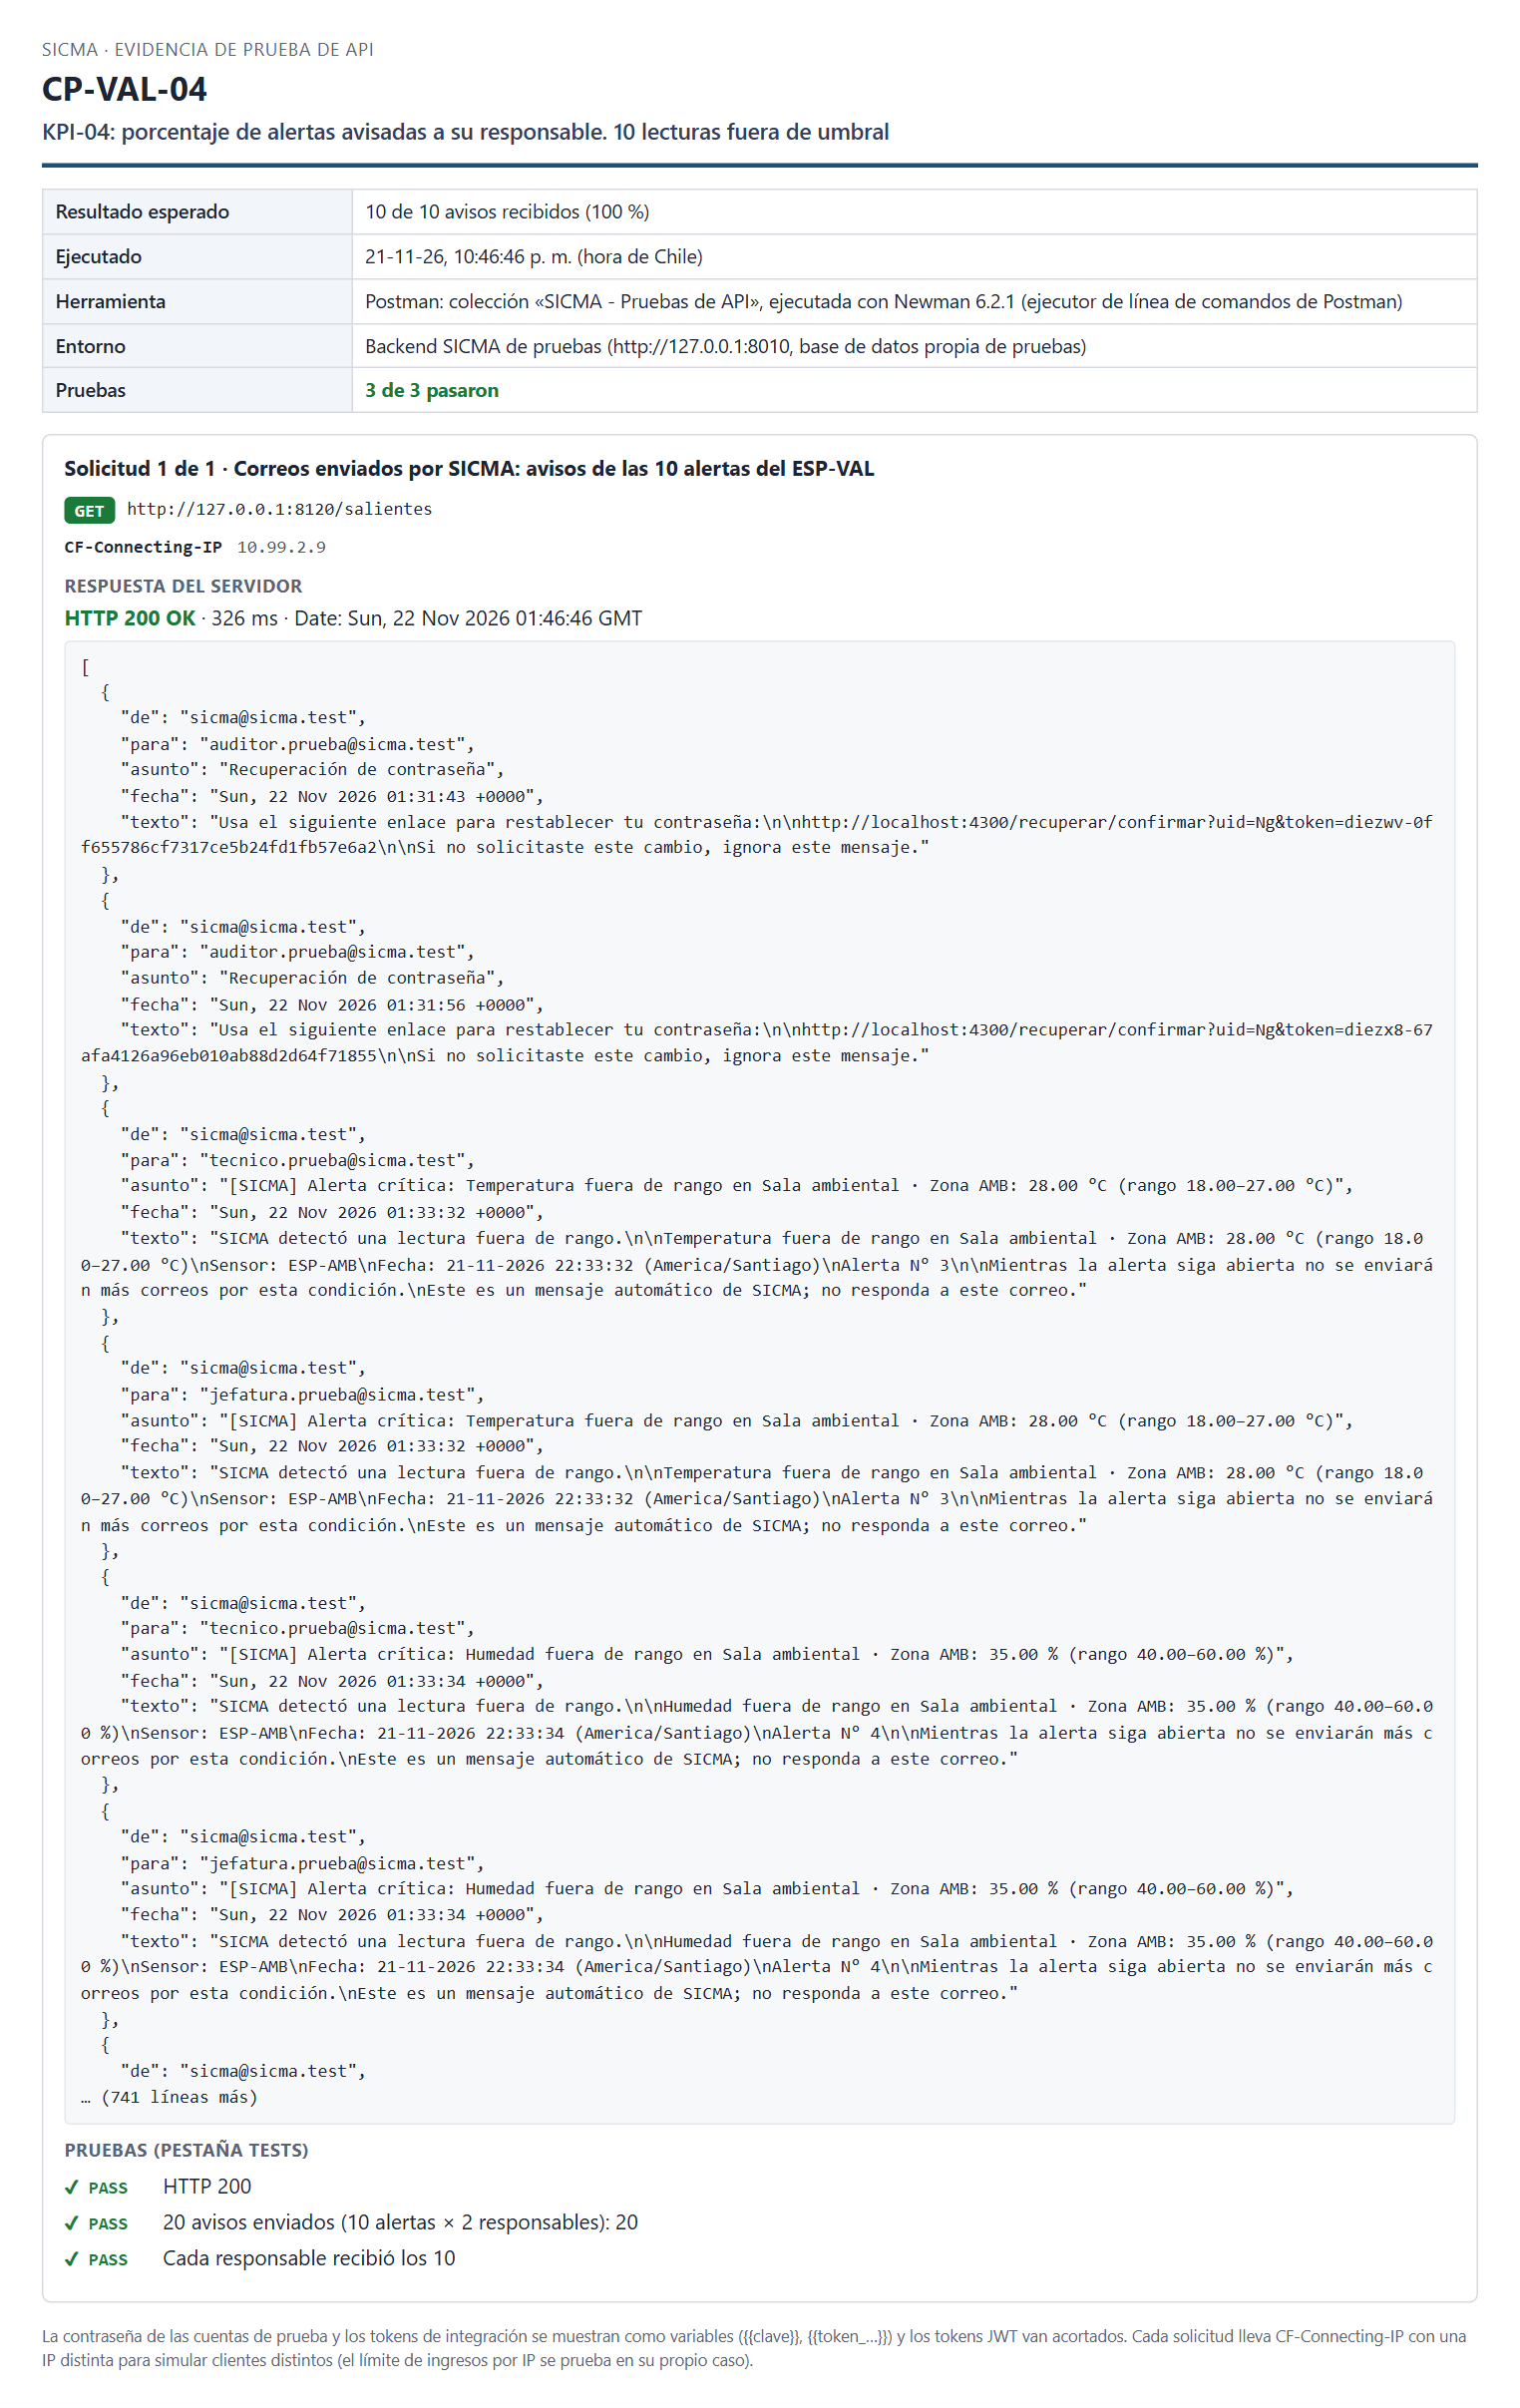 SICMA · EVIDENCIA DE PRUEBA DE API
CP-VAL-04
KPI-04: porcentaje de alertas avisadas a su responsable. 10 lecturas fuera de umbral
Resultado esperado 10 de 10 avisos recibidos (100 %)
Ejecutado 21-11-26, 10:46:46 p. m. (hora de Chile)
Herramienta Postman: colección «SICMA - Pruebas de API», ejecutada con Newman 6.2.1 (ejecutor de línea de comandos de Postman)
Entorno Backend SICMA de pruebas (http://127.0.0.1:8010, base de datos propia de pruebas)
Pruebas 3 de 3 pasaron
Solicitud 1 de 1 · Correos enviados por SICMA: avisos de las 10 alertas del ESP-VAL
GET http://127.0.0.1:8120/salientes
CF-Connecting-IP 10.99.2.9
RESPUESTA DEL SERVIDOR
HTTP 200 OK · 326 ms · Date: Sun, 22 Nov 2026 01:46:46 GMT
[
{
"de": "sicma@sicma.test",
"para": "auditor.prueba@sicma.test",
"asunto": "Recuperación de contraseña",
"fecha": "Sun, 22 Nov 2026 01:31:43 +0000",
"texto": "Usa el siguiente enlace para restablecer tu contraseña:\n\nhttp://localhost:4300/recuperar/confirmar?uid=Ng&token=diezwv-0f
f655786cf7317ce5b24fd1fb57e6a2\n\nSi no solicitaste este cambio, ignora este mensaje."
},
{
"de": "sicma@sicma.test",
"para": "auditor.prueba@sicma.test",
"asunto": "Recuperación de contraseña",
"fecha": "Sun, 22 Nov 2026 01:31:56 +0000",
"texto": "Usa el siguiente enlace para restablecer tu contraseña:\n\nhttp://localhost:4300/recuperar/confirmar?uid=Ng&token=diezx8-67
afa4126a96eb010ab88d2d64f71855\n\nSi no solicitaste este cambio, ignora este mensaje."
},
{
"de": "sicma@sicma.test",
"para": "tecnico.prueba@sicma.test",
"asunto": "[SICMA] Alerta crítica: Temperatura fuera de rango en Sala ambiental · Zona AMB: 28.00 °C (rango 18.00–27.00 °C)",
"fecha": "Sun, 22 Nov 2026 01:33:32 +0000",
"texto": "SICMA detectó una lectura fuera de rango.\n\nTemperatura fuera de rango en Sala ambiental · Zona AMB: 28.00 °C (rango 18.0
0–27.00 °C)\nSensor: ESP-AMB\nFecha: 21-11-2026 22:33:32 (America/Santiago)\nAlerta N° 3\n\nMientras la alerta siga abierta no se enviará
n más correos por esta condición.\nEste es un mensaje automático de SICMA; no responda a este correo."
},
{
"de": "sicma@sicma.test",
"para": "jefatura.prueba@sicma.test",
"asunto": "[SICMA] Alerta crítica: Temperatura fuera de rango en Sala ambiental · Zona AMB: 28.00 °C (rango 18.00–27.00 °C)",
"fecha": "Sun, 22 Nov 2026 01:33:32 +0000",
"texto": "SICMA detectó una lectura fuera de rango.\n\nTemperatura fuera de rango en Sala ambiental · Zona AMB: 28.00 °C (rango 18.0
0–27.00 °C)\nSensor: ESP-AMB\nFecha: 21-11-2026 22:33:32 (America/Santiago)\nAlerta N° 3\n\nMientras la alerta siga abierta no se enviará
n más correos por esta condición.\nEste es un mensaje automático de SICMA; no responda a este correo."
},
{
"de": "sicma@sicma.test",
"para": "tecnico.prueba@sicma.test",
"asunto": "[SICMA] Alerta crítica: Humedad fuera de rango en Sala ambiental · Zona AMB: 35.00 % (rango 40.00–60.00 %)",
"fecha": "Sun, 22 Nov 2026 01:33:34 +0000",
"texto": "SICMA detectó una lectura fuera de rango.\n\nHumedad fuera de rango en Sala ambiental · Zona AMB: 35.00 % (rango 40.00–60.0
0 %)\nSensor: ESP-AMB\nFecha: 21-11-2026 22:33:34 (America/Santiago)\nAlerta N° 4\n\nMientras la alerta siga abierta no se enviarán más c
orreos por esta condición.\nEste es un mensaje automático de SICMA; no responda a este correo."
},
{
"de": "sicma@sicma.test",
"para": "jefatura.prueba@sicma.test",
"asunto": "[SICMA] Alerta crítica: Humedad fuera de rango en Sala ambiental · Zona AMB: 35.00 % (rango 40.00–60.00 %)",
"fecha": "Sun, 22 Nov 2026 01:33:34 +0000",
"texto": "SICMA detectó una lectura fuera de rango.\n\nHumedad fuera de rango en Sala ambiental · Zona AMB: 35.00 % (rango 40.00–60.0
0 %)\nSensor: ESP-AMB\nFecha: 21-11-2026 22:33:34 (America/Santiago)\nAlerta N° 4\n\nMientras la alerta siga abierta no se enviarán más c
orreos por esta condición.\nEste es un mensaje automático de SICMA; no responda a este correo."
},
{
"de": "sicma@sicma.test",
… (741 líneas más)
PRUEBAS (PESTAÑA TESTS)
✔ PASS HTTP 200
✔ PASS 20 avisos enviados (10 alertas × 2 responsables): 20
✔ PASS Cada responsable recibió los 10
La contraseña de las cuentas de prueba y los tokens de integración se muestran como variables ({{clave}}, {{token_...}}) y los tokens JWT van acortados. Cada solicitud lleva CF-Connecting-IP con una
IP distinta para simular clientes distintos (el límite de ingresos por IP se prueba en su propio caso).